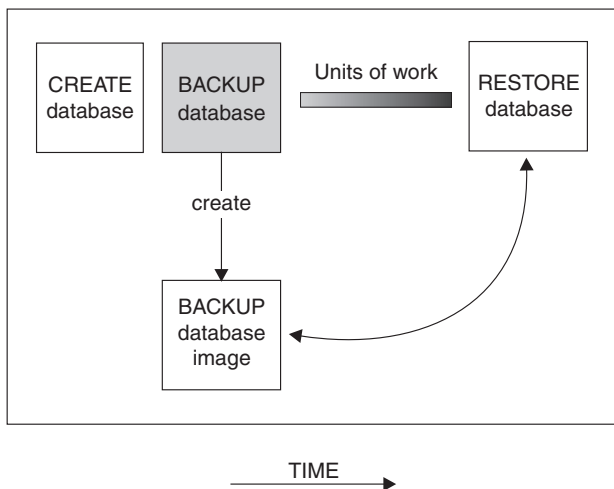 CREATE
database
BACKUP
database
Units of work
RESTORE
database
create
BACKUP
database
image
TIME